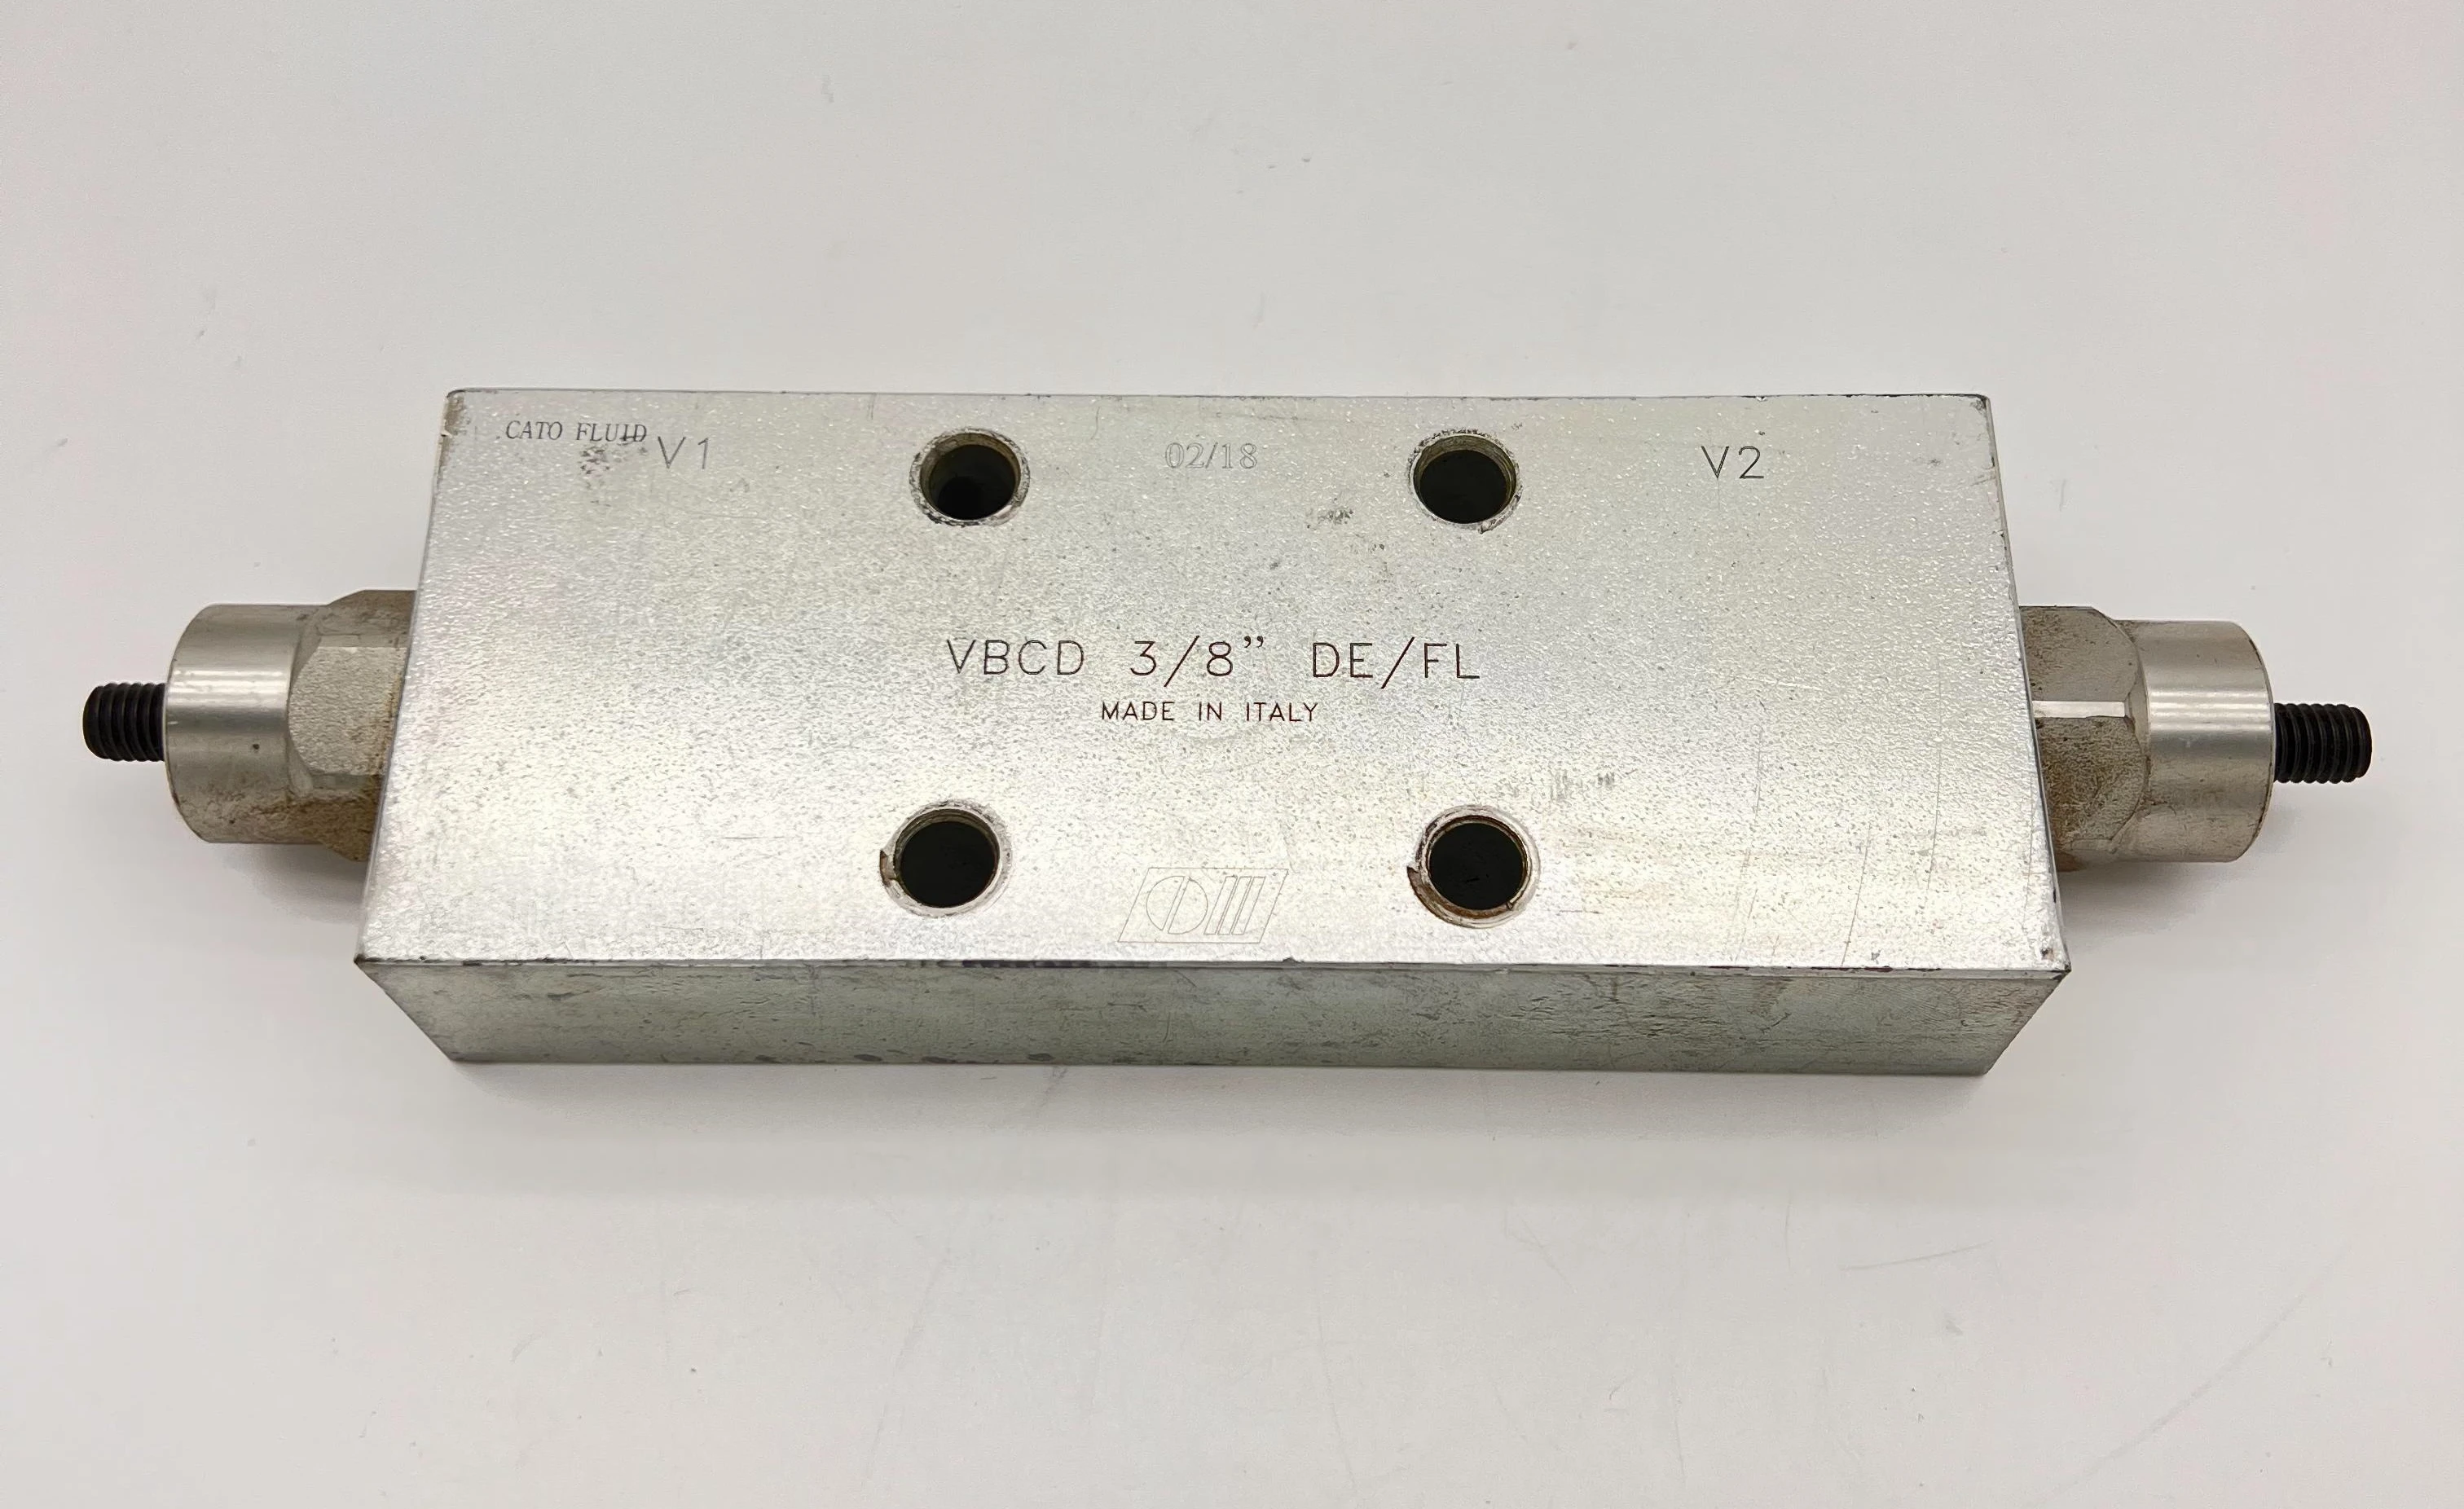 CATO FLUID
V1
02/18
V2
VBCD 3/8” DE/FL
MADE IN ITALY